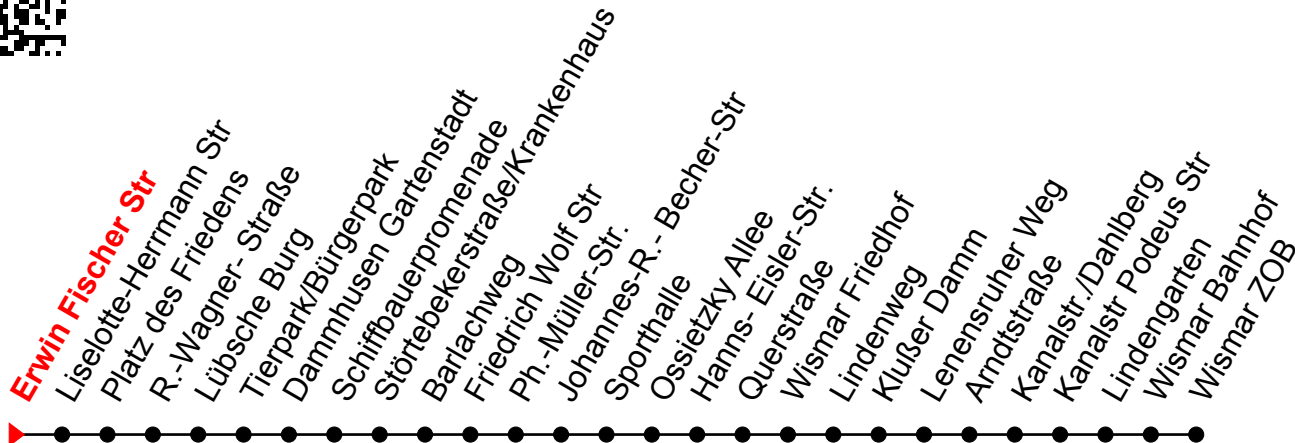 Erwin Fischer Str
Liselotte-Herrmann Str
Platz des Friedens
R.-Wagner- Straße
Lübsche Burg
Tierpark/Bürgerpark
Dammhusen Gartenstadt
Schiffbauerpromenade
Störtebekerstraße/Krankenhaus
Barlachweg
Friedrich Wolf Str
Ph.-Müller-Str.
Johannes-R.- Becher-Str
Sporthalle
Ossietzky Allee
Hanns- Eisler-Str.
Querstraße
Wismar Friedhof
Lindenweg
Klußer Damm
Lenensruher Weg
Arndtstraße
Kanalstr./Dahlberg
Kanalstr Podeus Str
Lindengarten
Wismar Bahnhof
Wismar ZOB